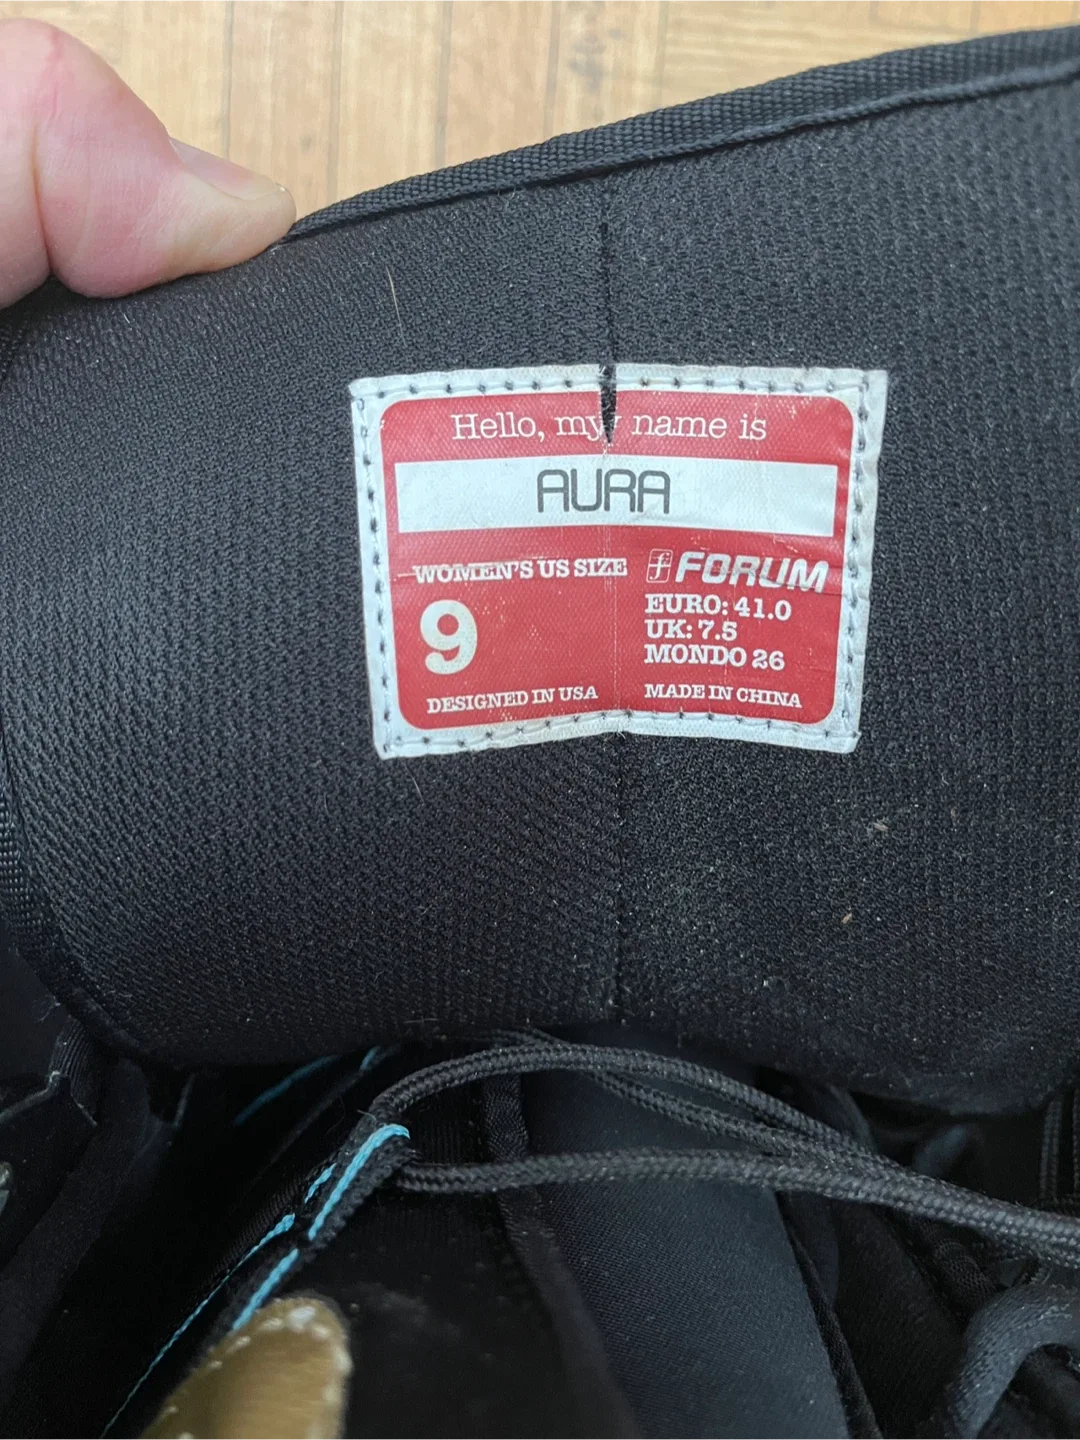 Hello, my name is
AURA
WOMEN'S US SIZE
9
DESIGNED IN USA
f FORUM
EURO: 41.0
UK: 7.5
MONDO 26
MADE IN CHINA